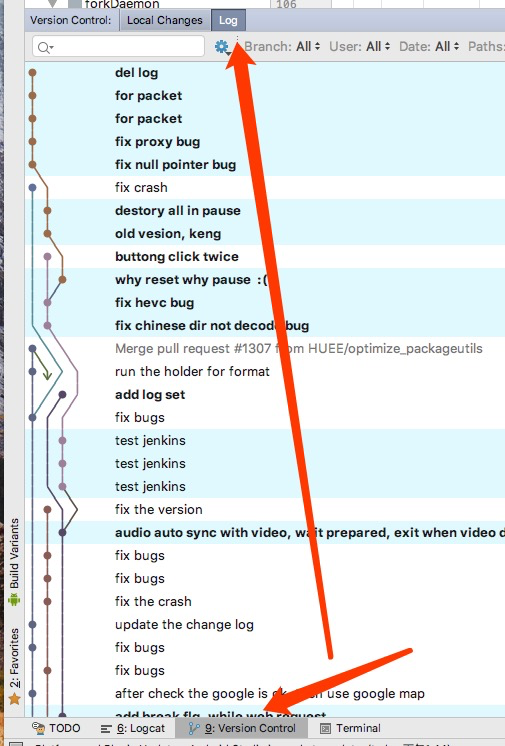 forkDaemon
106
Version Control: Local Changes Log
Branch: All User: All Date: All Paths:
del log
for packet
for packet
fix proxy bug
fix null pointer bug
fix crash
destory all in pause
old vesion, keng
buttong click twice
why reset why pause :(
fix hevc bug
fix chinese dir not decode bug
Merge pull request #1307 from HUEE/optimize_packageutils
run the holder for format
add log set
fix bugs
test jenkins
test jenkins
test jenkins
fix the version
audio auto sync with video, wait prepared, exit when video d
fix bugs
fix bugs
fix the crash
update the change log
fix bugs
fix bugs
after check the google is use google map
add break flg, while web request
Build Variants
2: Favorites
TODO 6: Logcat 9: Version Control Terminal